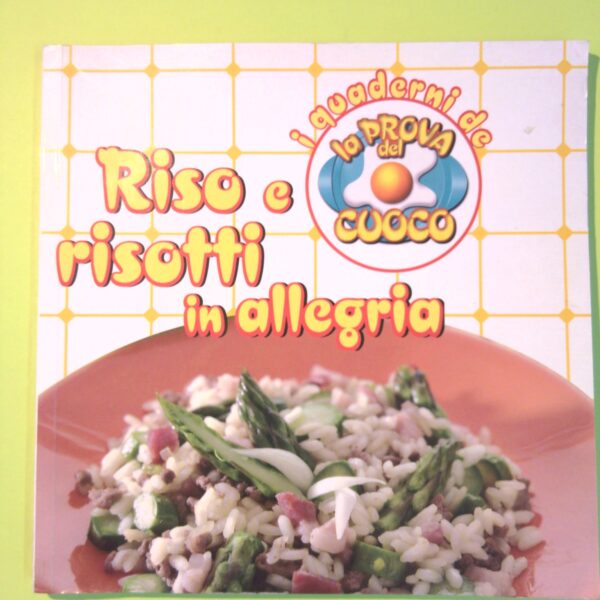 i quaderni de
la PROVA
del
CUOCO
Riso e
risotti
in allegria